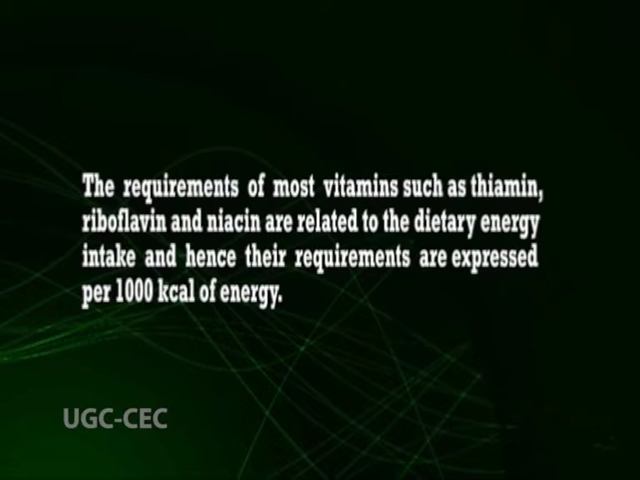 The requirements of most vitamins such as thiamin,
riboflavin and niacin are related to the dietary energy
intake and hence their requirements are expressed
per 1000 kcal of energy.
UGC-CEC